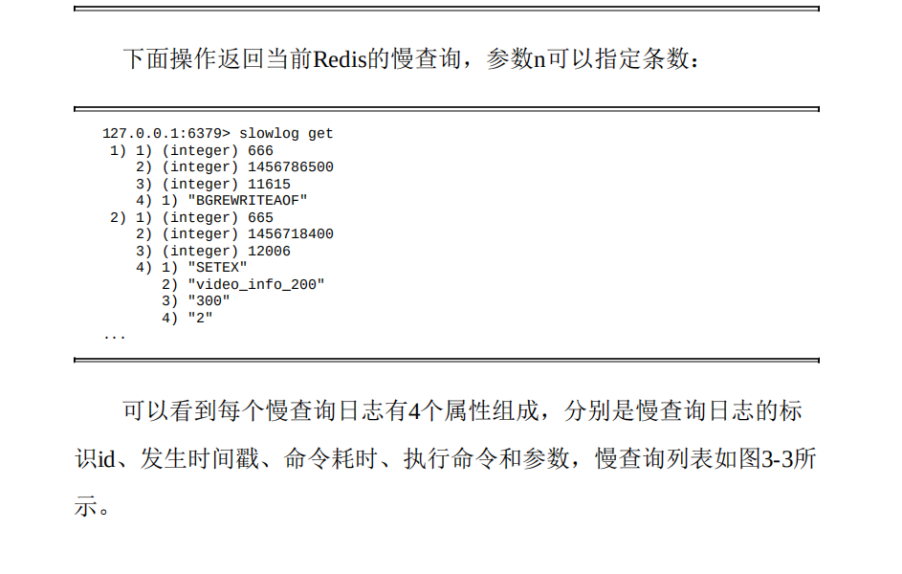 下面操作返回当前Redis的慢查询，参数n可以指定条数：
127.0.0.1:6379> slowlog get
1) 1) (integer) 666
2) (integer) 1456786500
3) (integer) 11615
4) 1) "BGREWRITEAOF"
2) 1) (integer) 665
2) (integer) 1456718400
3) (integer) 12006
4) 1) "SETEX"
2) "video_info_200"
3) "300"
4) "2"
...
可以看到每个慢查询日志有4个属性组成，分别是慢查询日志的标
识id、发生时间戳、命令耗时、执行命令和参数，慢查询列表如图3-3所
示。